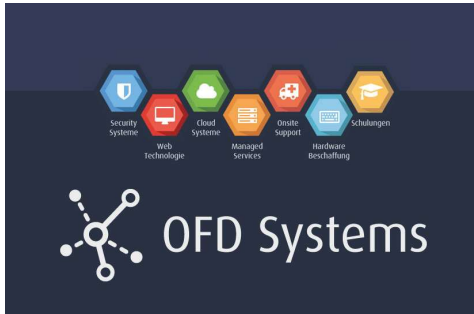 Security
Systeme
Web
Technologie
Cloud
Systeme
Managed
Services
Onsite
Support
Hardware
Beschaffung
Schulungen
OFD Systems